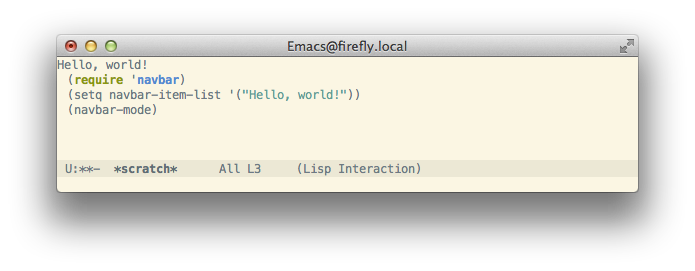 Emacs@firefly.local
Hello, world!
(require 'navbar)
(setq navbar-item-list '("Hello, world!"))
(navbar-mode)
U:**-  *scratch*      All L3     (Lisp Interaction)